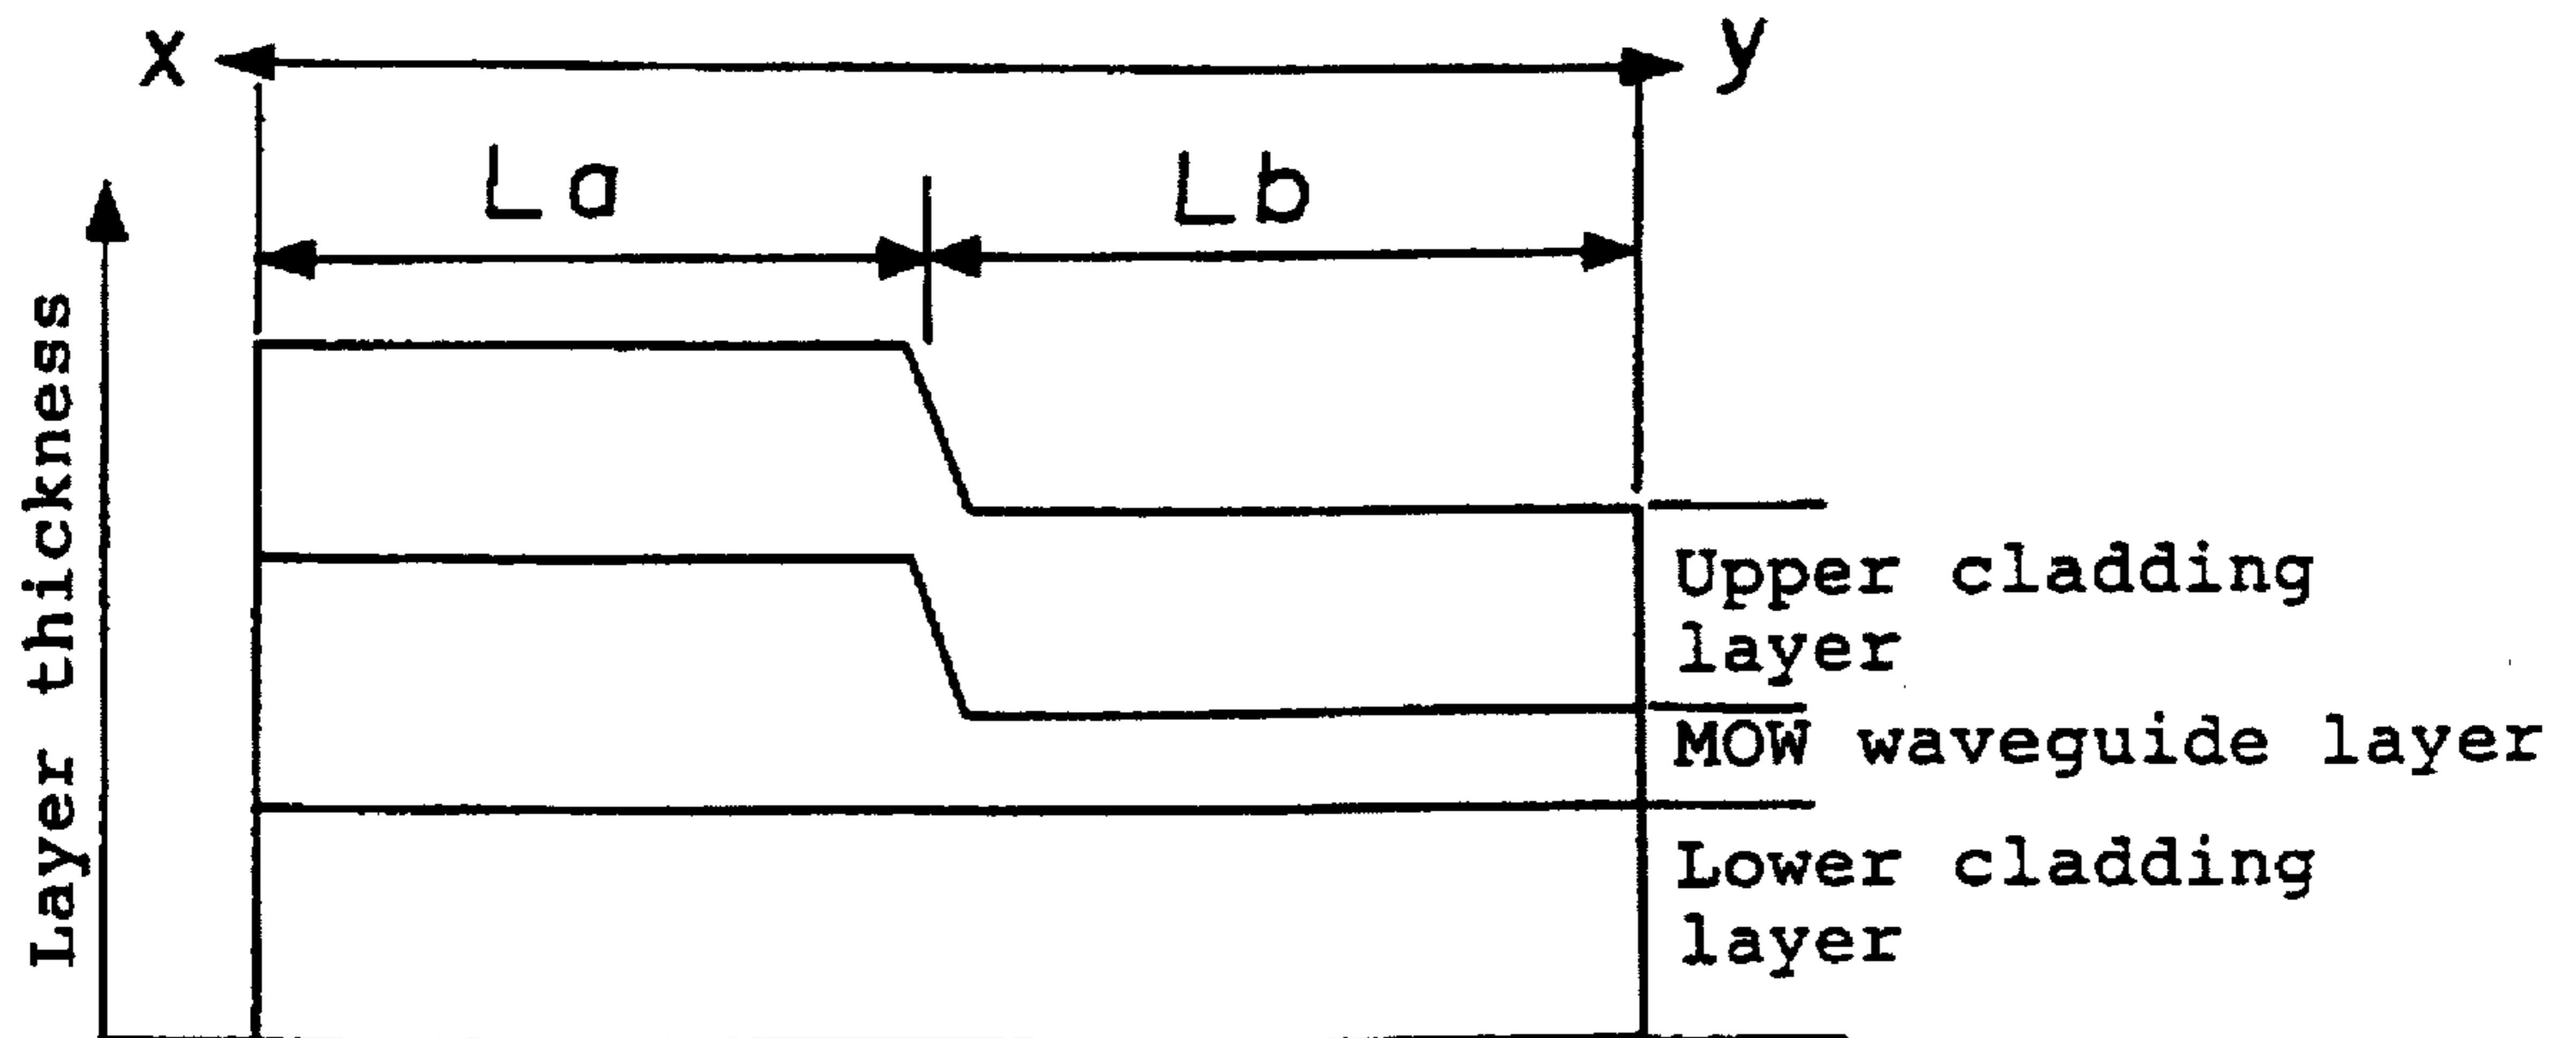 x
y
La
Lb
Layer thickness
Upper cladding
layer
MOW waveguide layer
Lower cladding
layer